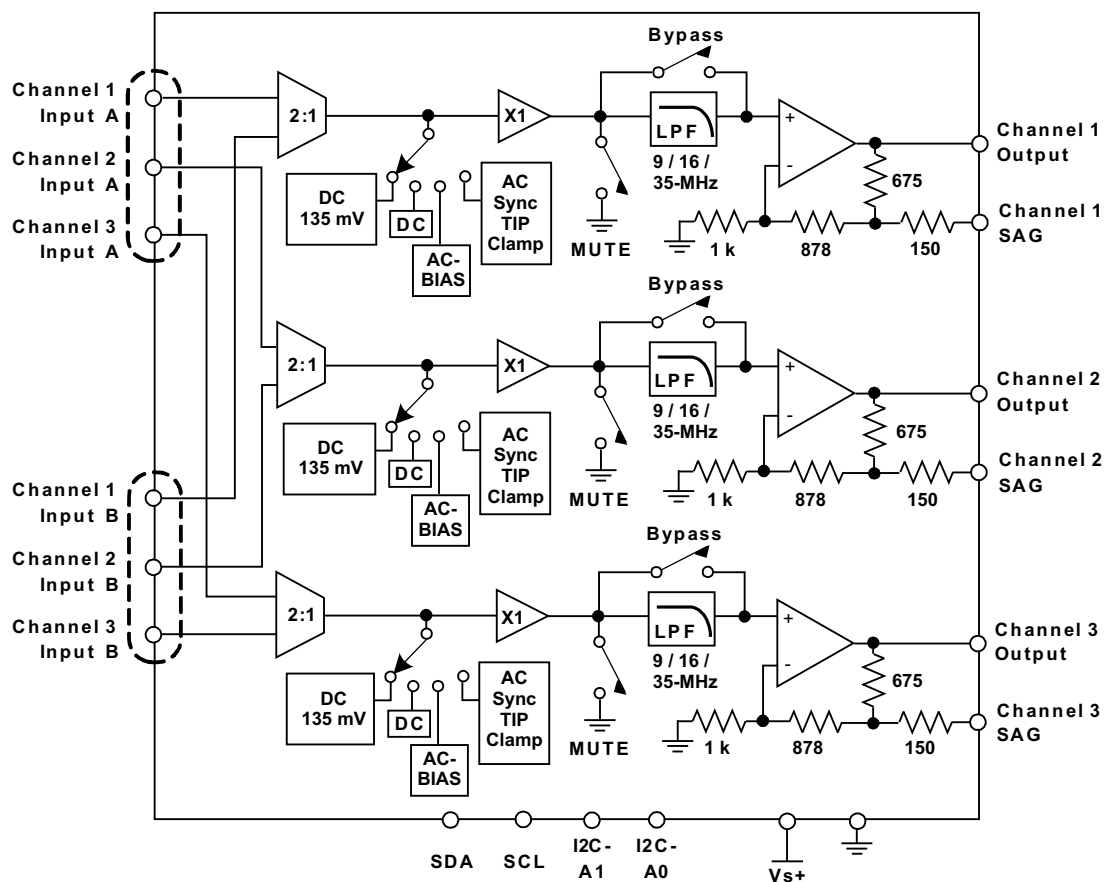 Bypass
Channel 1
Input A
2:1
X1
LPF
+
-
Channel 1
Output
Channel 2
Input A
DC
135 mV
DC
AC-
BIAS
AC
Sync
TIP
Clamp
9 / 16 /
35-MHz
MUTE
675
Channel 3
Input A
1 k
878
150
Channel 1
SAG
Bypass
2:1
X1
LPF
+
-
Channel 2
Output
DC
135 mV
DC
AC-
BIAS
AC
Sync
TIP
Clamp
9 / 16 /
35-MHz
MUTE
675
1 k
878
150
Channel 2
SAG
Channel 1
Input B
Channel 2
Input B
Bypass
Channel 3
Input B
2:1
X1
LPF
+
-
Channel 3
Output
DC
135 mV
DC
AC-
BIAS
AC
Sync
TIP
Clamp
9 / 16 /
35-MHz
MUTE
675
1 k
878
150
Channel 3
SAG
SDA
SCL
I2C-
A1
I2C-
A0
Vs+